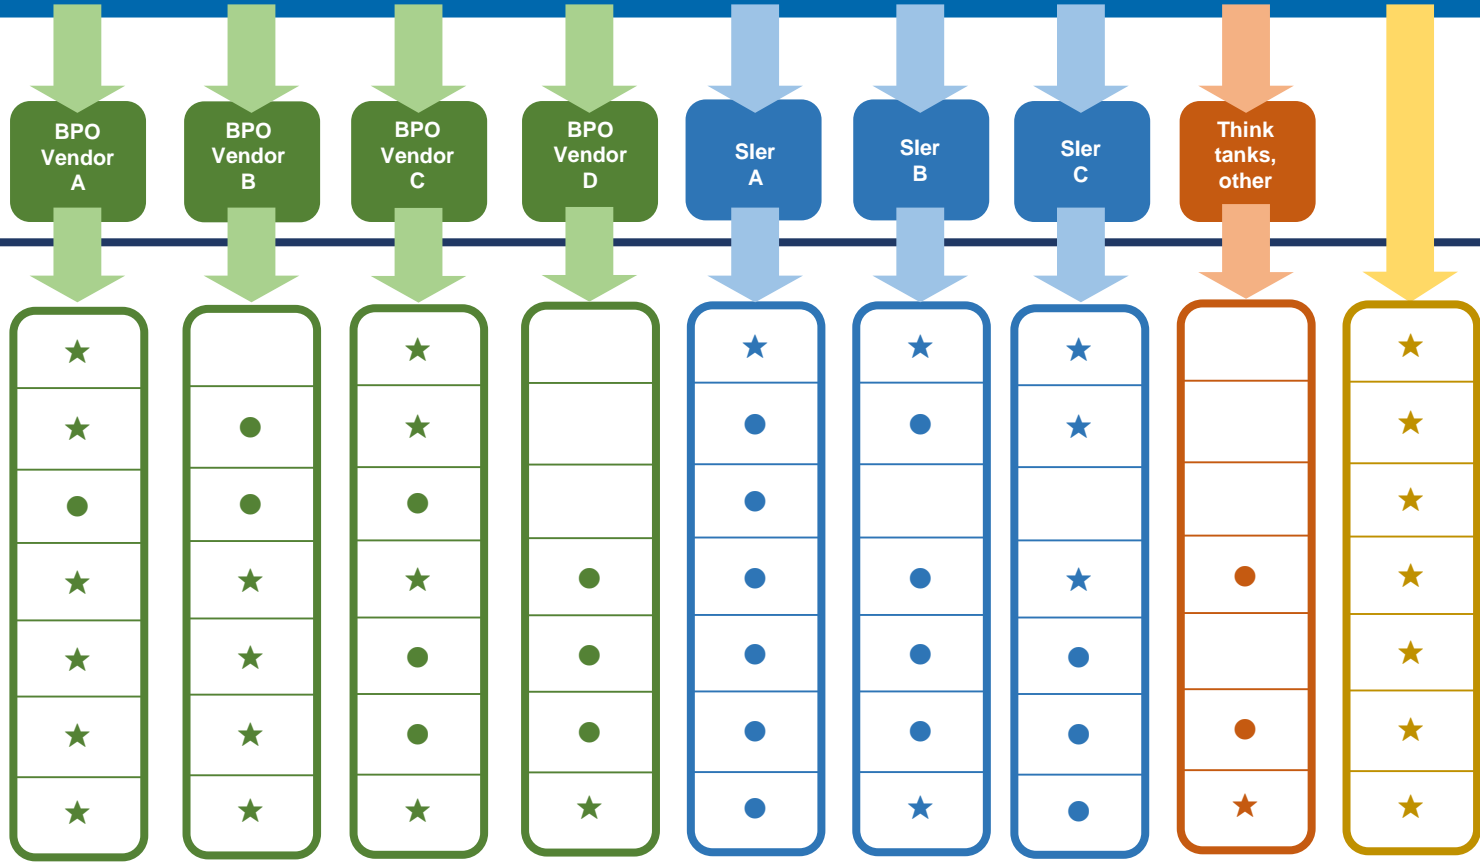 BPO
Vendor
A
BPO
Vendor
B
BPO
Vendor
C
BPO
Vendor
D
SIer
A
SIer
B
SIer
C
Think
tanks,
other